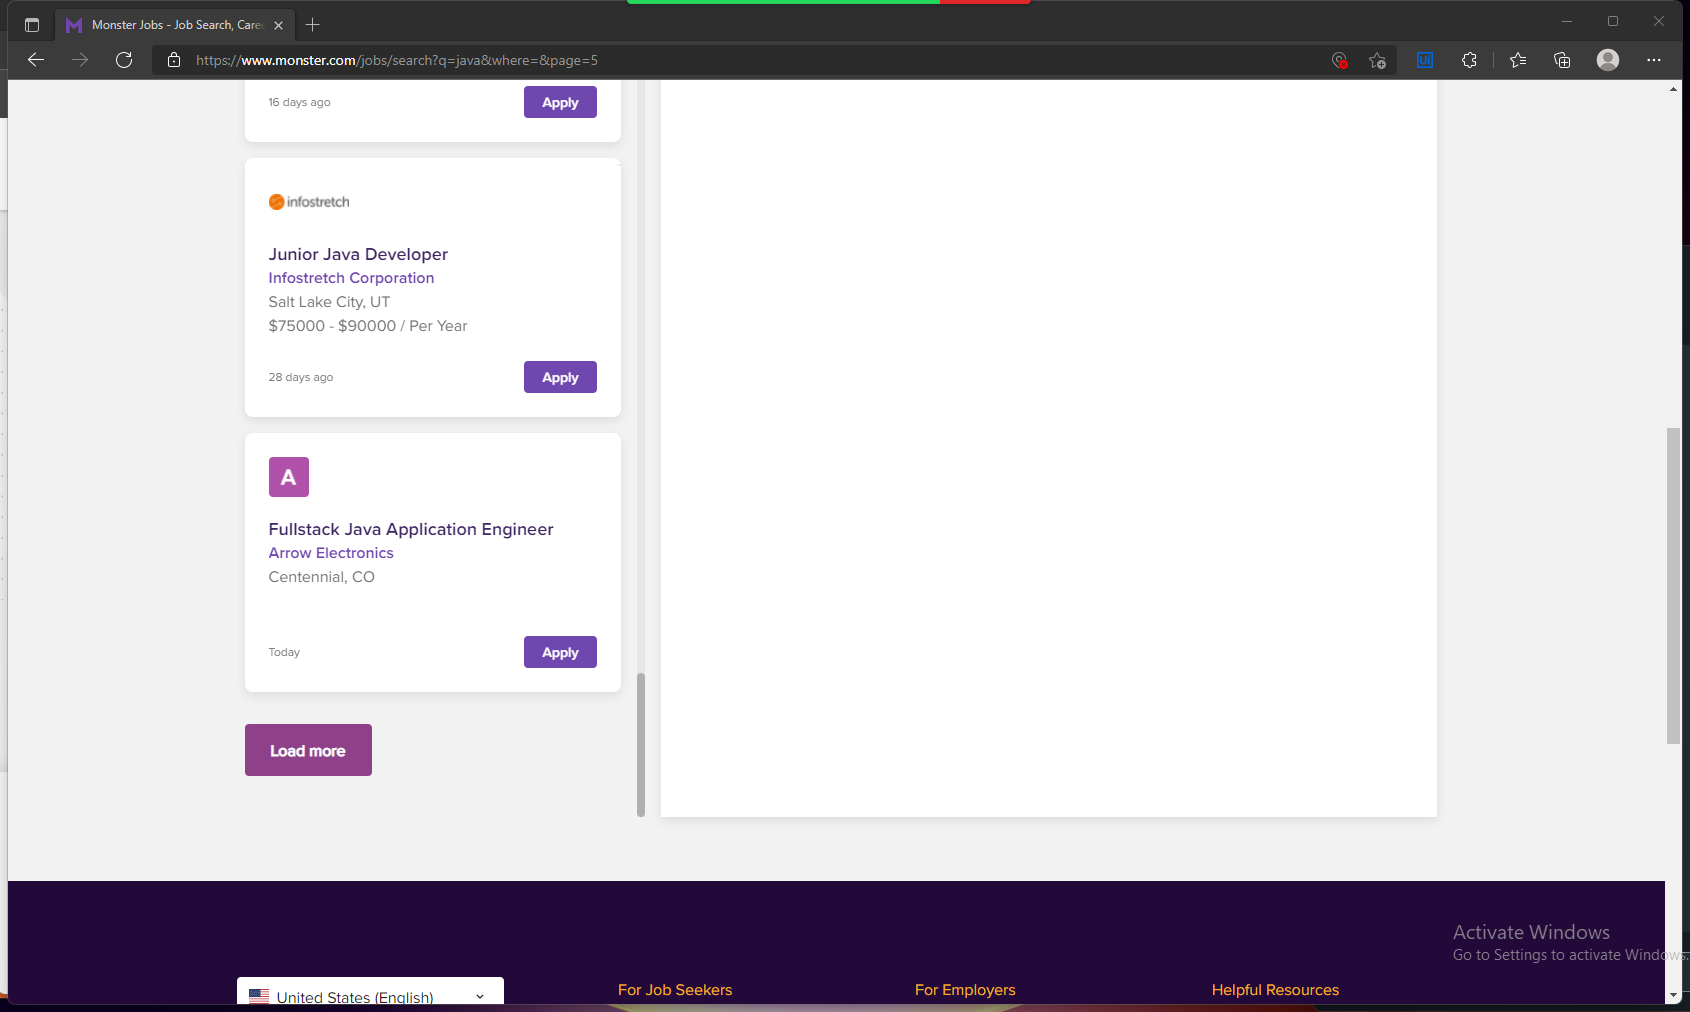 Monster Jobs - Job Search, Care
https://www.monster.com/jobs/search?q=java&where=&page=5
UI
16 days ago
Apply
infostretch
Junior Java Developer
Infostretch Corporation
Salt Lake City, UT
$75000 - $90000 / Per Year
28 days ago
Apply
A
Fullstack Java Application Engineer
Arrow Electronics
Centennial, CO
Today
Apply
Load more
Activate Windows
Go to Settings to activate Windows.
United States (English)
For Job Seekers
For Employers
Helpful Resources